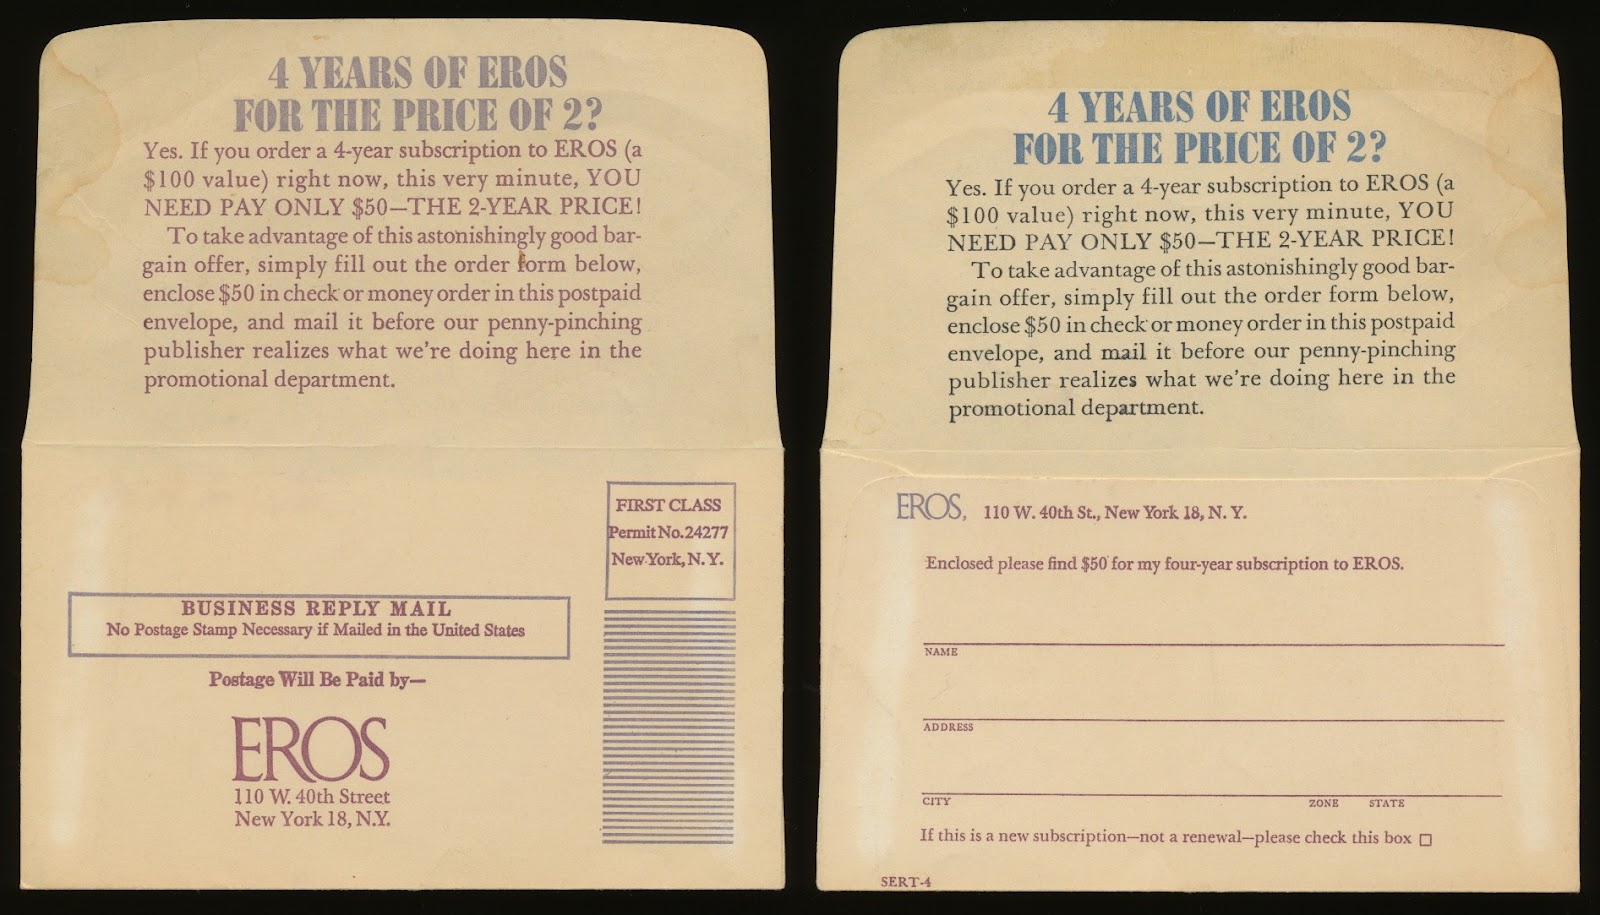 4 YEARS OF EROS
FOR THE PRICE OF 2?
Yes. If you order a 4-year subscription to EROS (a
$100 value) right now, this very minute, YOU
NEED PAY ONLY $50—THE 2-YEAR PRICE!
To take advantage of this astonishingly good bar-
gain offer, simply fill out the order form below,
enclose $50 in check or money order in this postpaid
envelope, and mail it before our penny-pinching
publisher realizes what we're doing here in the
promotional department.
FIRST CLASS
Permit No. 24277
New York, N. Y.
BUSINESS REPLY MAIL
No Postage Stamp Necessary if Mailed in the United States
Postage Will Be Paid by—
EROS
110 W. 40th Street
New York 18, N.Y.
4 YEARS OF EROS
FOR THE PRICE OF 2?
Yes. If you order a 4-year subscription to EROS (a
$100 value) right now, this very minute, YOU
NEED PAY ONLY $50—THE 2-YEAR PRICE!
To take advantage of this astonishingly good bar-
gain offer, simply fill out the order form below,
enclose $50 in check or money order in this postpaid
envelope, and mail it before our penny-pinching
publisher realizes what we're doing here in the
promotional department.
EROS, 110 W. 40th St., New York 18, N. Y.
Enclosed please find $50 for my four-year subscription to EROS.
NAME
ADDRESS
CITY ZONE STATE
If this is a new subscription—not a renewal—please check this box □
SERT-4